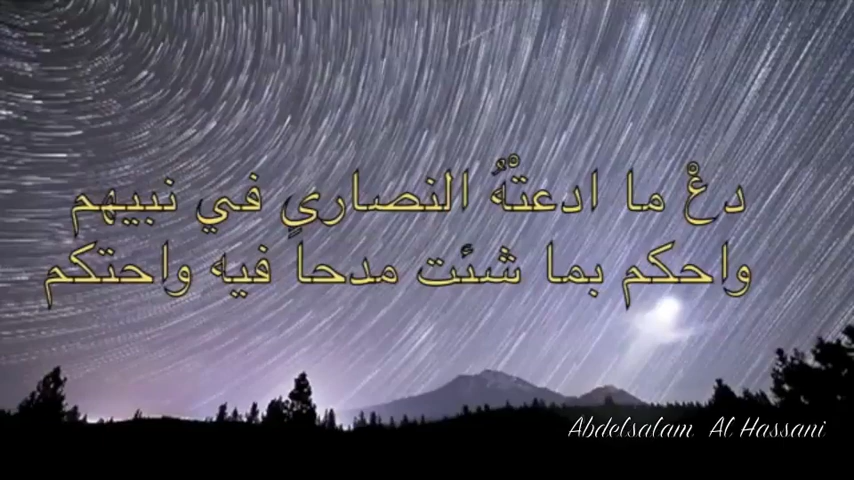 دعْ ما ادعتْهُ النصارىٍ في نبيهم
واحكم بما شئت مدحاً فيه واحتكم
Abdelsalam Al Hassani